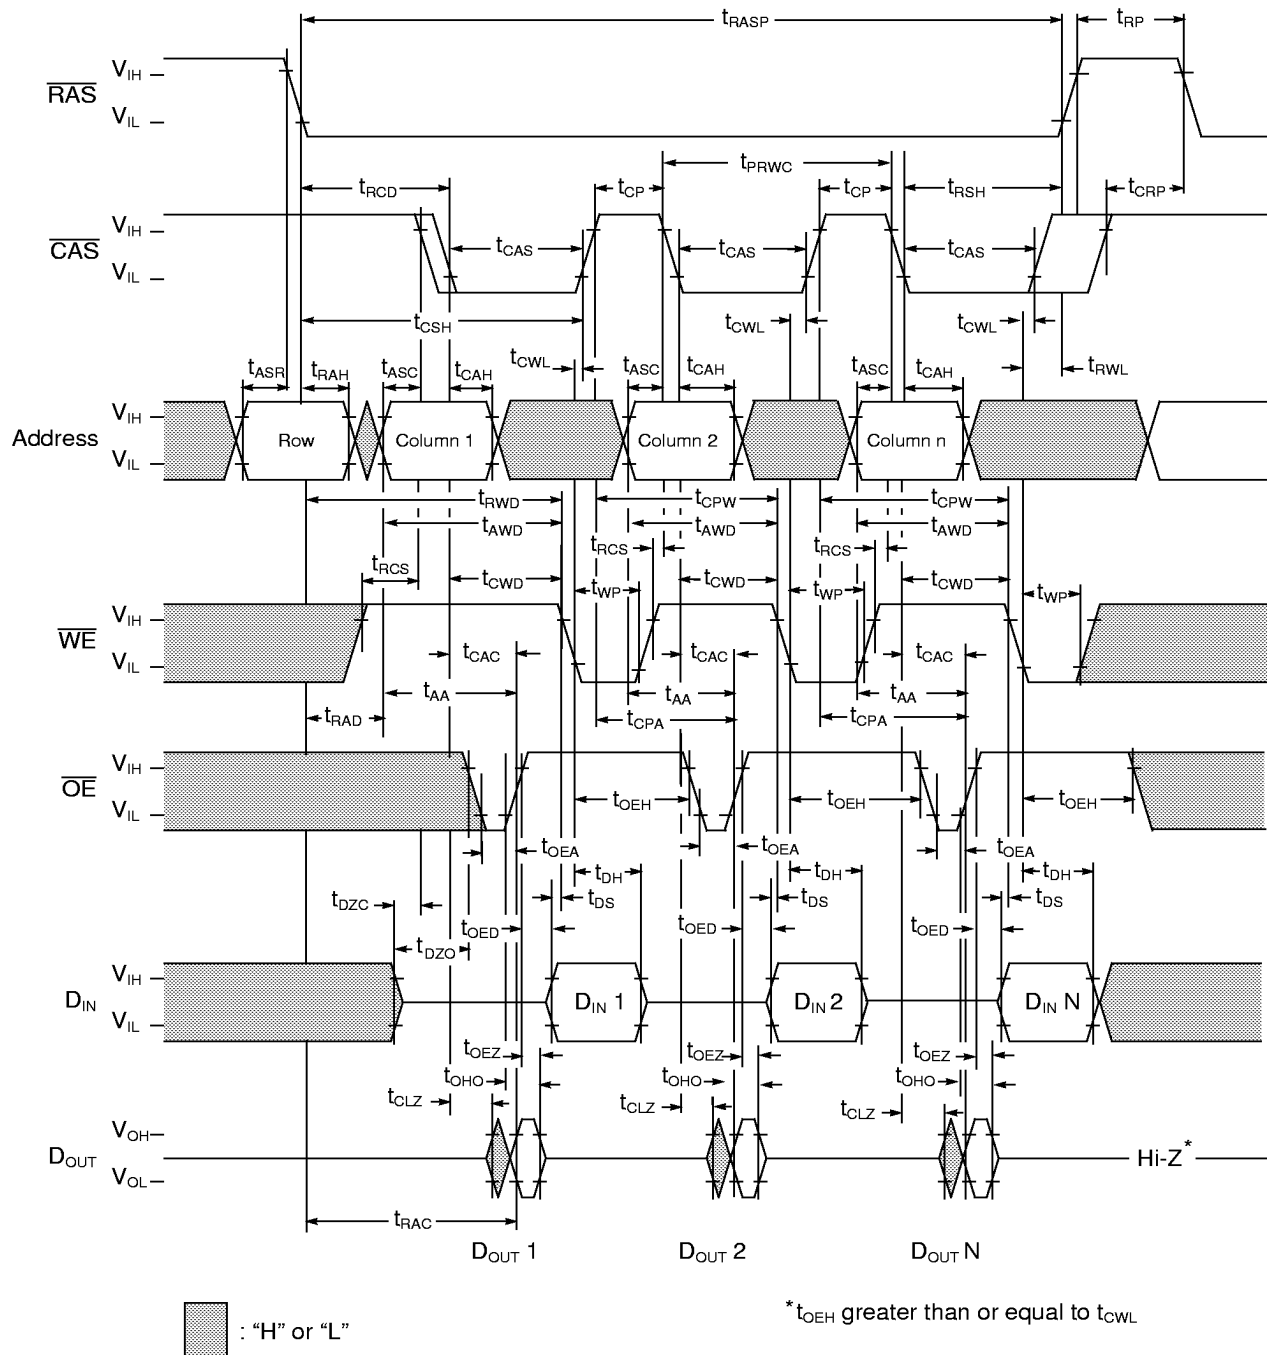 tRASP tRP
VIH
RAS
VIL
tRCD tCP tPRWC tCP tRSH tCRP
VIH
CAS
VIL
tCAS tCAS tCAS
tCSH tCWL tCWL
tASR tRAH tASC tCAH tCWL tASC tCAH tASC tCAH tRWL
VIH
Address Row Column 1 Column 2 Column n
VIL
tRWD tCPW tCPW
tAWD tAWD tAWD
tRCS tRCS
tRCS tCWD tWP tCWD tWP tCWD tWP
VIH
WE
VIL
tCAC tCAC tCAC
tAA tAA tAA
tRAD tCPA tCPA
VIH
OE
VIL
tOEH tOEH tOEH
tOEA tOEA tOEA
tDH tDH tDH
tDZC tDS tDS tDS
tOED tOED tOED
tDZO
VIH
DIN DIN 1 DIN 2 DIN N
VIL
tOEZ tOEZ tOEZ
tOHO tOHO tOHO
tCLZ tCLZ tCLZ
VOH
DOUT Hi-Z*
VOL
tRAC
DOUT 1 DOUT 2 DOUT N
: “H” or “L”
*tOEH greater than or equal to tCWL